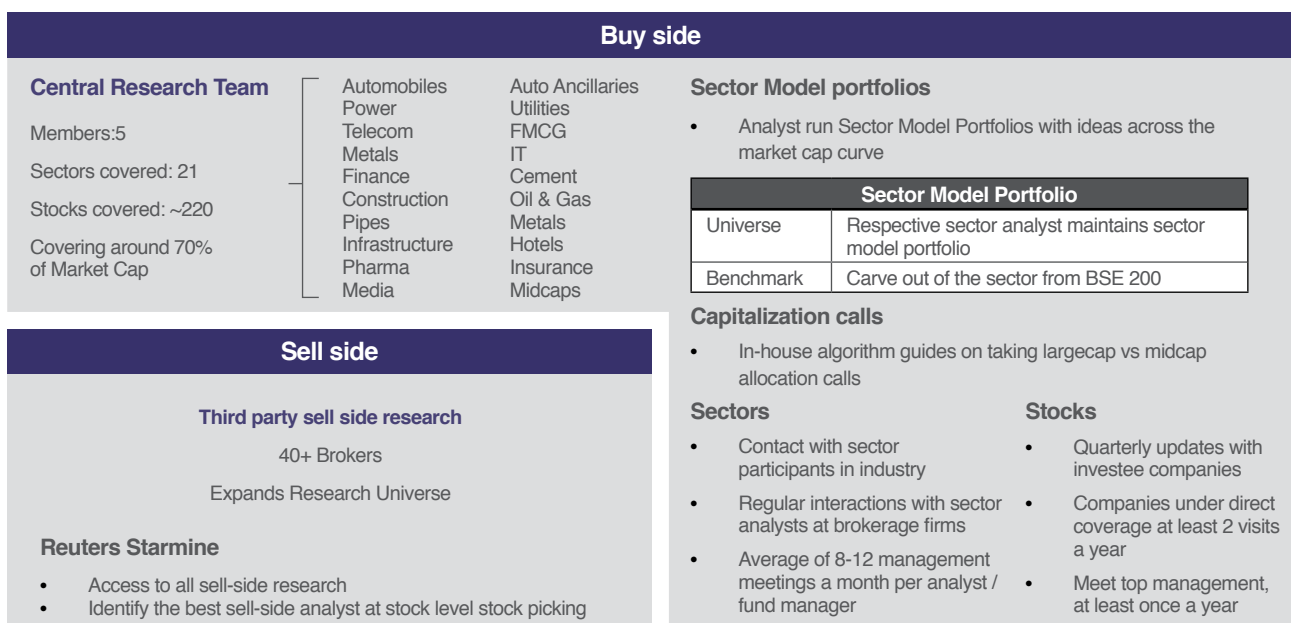 Buy side
Central Research Team
Members:5
Sectors covered: 21
Stocks covered: ~220
Covering around 70%
of Market Cap
Automobiles
Power
Telecom
Metals
Finance
Construction
Pipes
Infrastructure
Pharma
Media
Auto Ancillaries
Utilities
FMCG
IT
Cement
Oil & Gas
Metals
Hotels
Insurance
Midcaps
Sell side
Third party sell side research
40+ Brokers
Expands Research Universe
Reuters Starmine
• Access to all sell-side research
• Identify the best sell-side analyst at stock level stock picking
Sector Model portfolios
• Analyst run Sector Model Portfolios with ideas across the
market cap curve
Sector Model Portfolio
Universe
Respective sector analyst maintains sector
model portfolio
Benchmark
Carve out of the sector from BSE 200
Capitalization calls
• In-house algorithm guides on taking largecap vs midcap
allocation calls
Sectors
• Contact with sector
participants in industry
• Regular interactions with sector
analysts at brokerage firms
• Average of 8-12 management
meetings a month per analyst /
fund manager
Stocks
• Quarterly updates with
investee companies
• Companies under direct
coverage at least 2 visits
a year
• Meet top management,
at least once a year